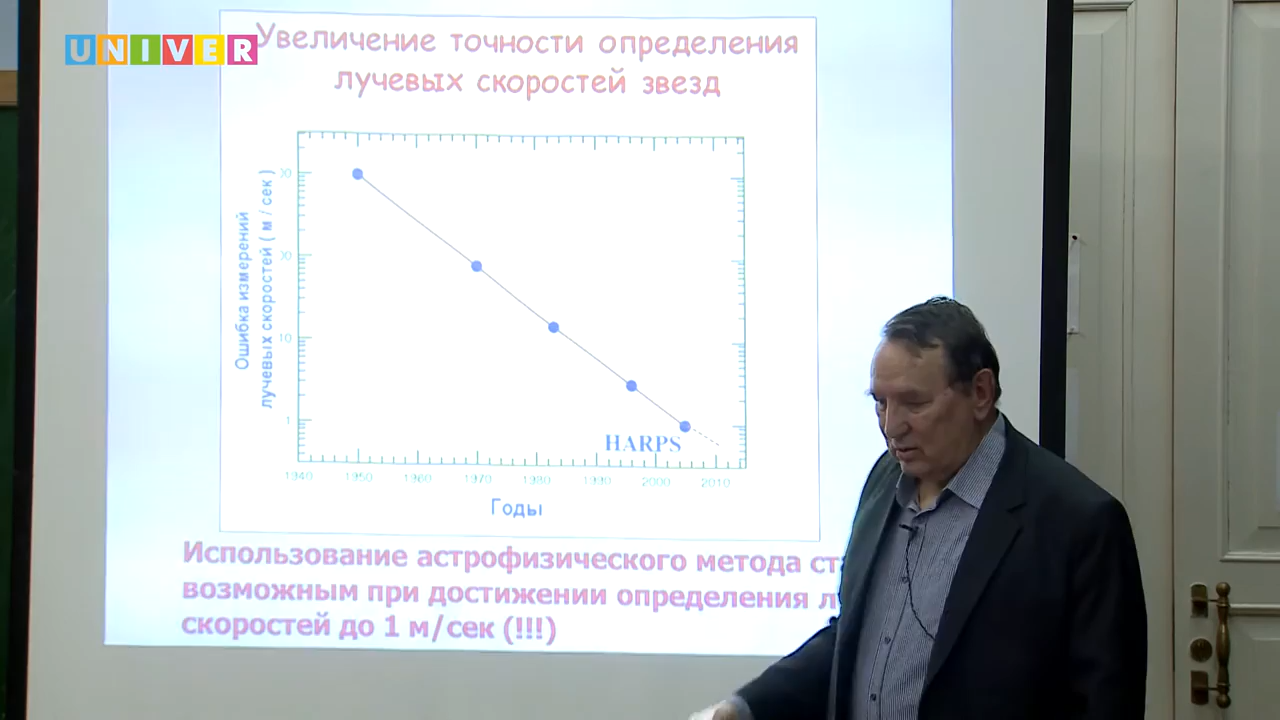 UNIVER
Увеличение точности определения
лучевых скоростей звезд
Ошибка измерений
лучевых скоростей ( м / сек )
10
1
HARPS
1940 1950 1960 1970 1980 1990 2000 2010
Годы
Использование астрофизического метода
возможным при достижении определения
скоростей до 1 м/сек (!!!)